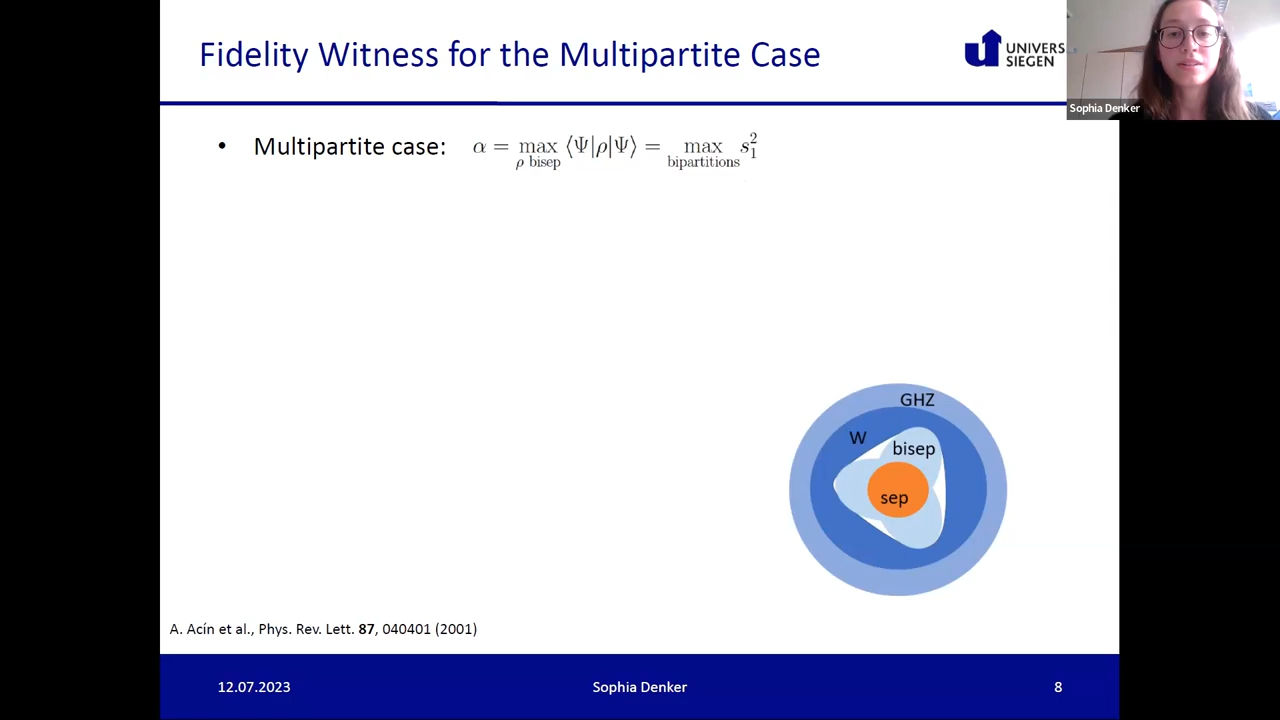 Fidelity Witness for the Multipartite Case
UNIVERS
SIEGEN
Sophia Denker
• Multipartite case: α = max ⟨Ψ|ρ|Ψ⟩ = max s₁²
ρ bisep bipartitions
GHZ
W
bisep
sep
A. Acín et al., Phys. Rev. Lett. 87, 040401 (2001)
12.07.2023 Sophia Denker 8